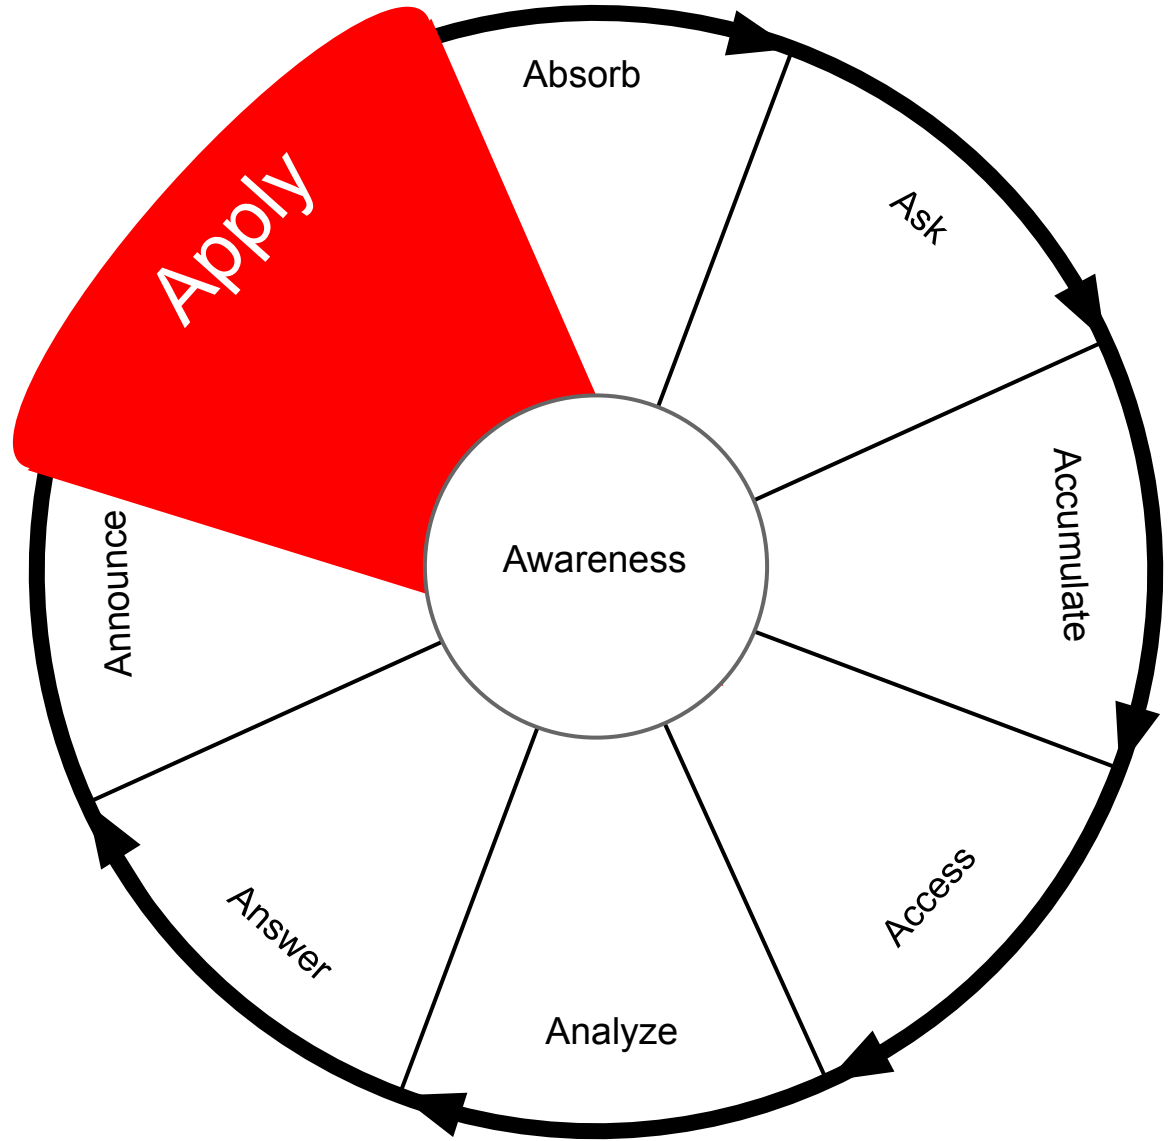 Absorb
Ask
Accumulate
Access
Analyze
Answer
Announce
Apply
Awareness